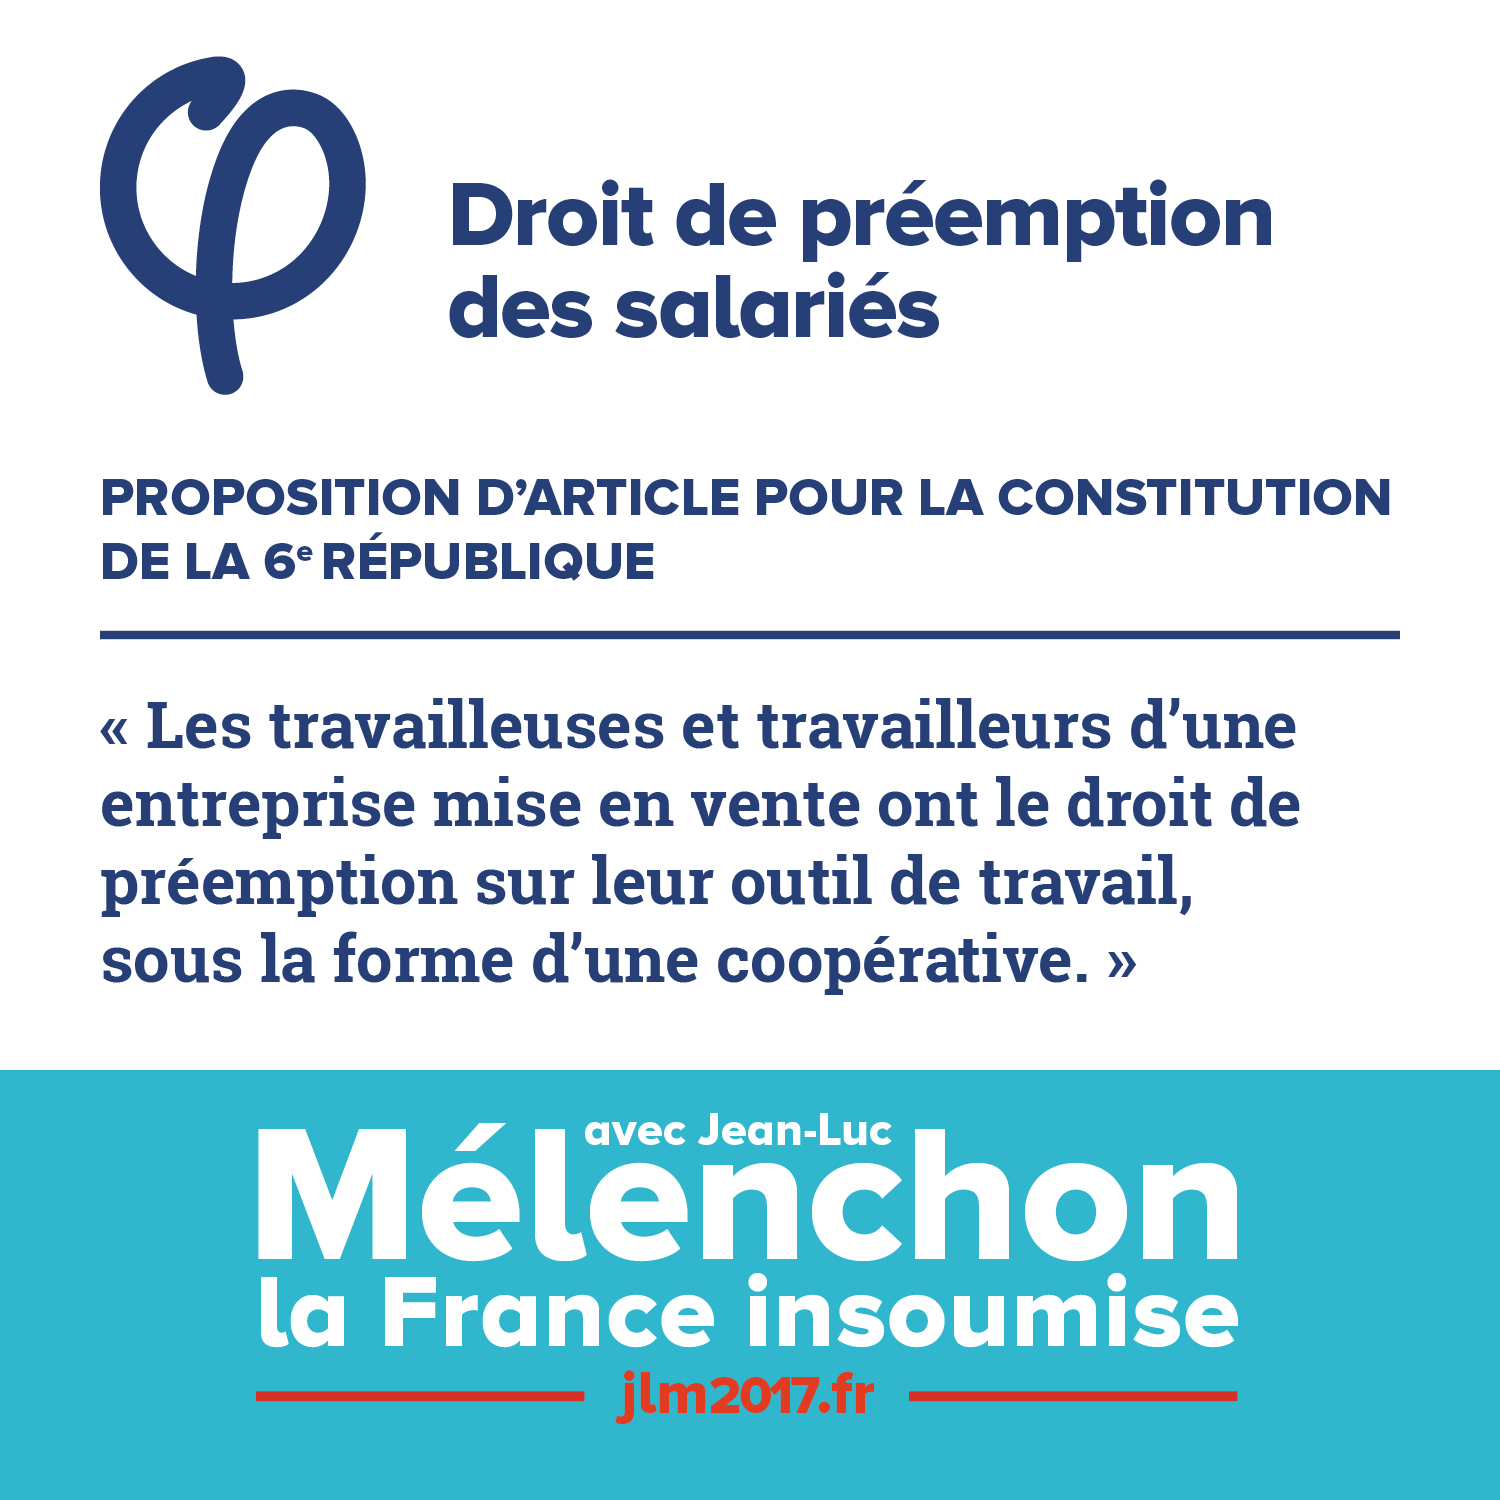 Droit de préemption
des salariés
PROPOSITION D’ARTICLE POUR LA CONSTITUTION
DE LA 6e RÉPUBLIQUE
« Les travailleuses et travailleurs d’une
entreprise mise en vente ont le droit de
préemption sur leur outil de travail,
sous la forme d’une coopérative. »
avec Jean-Luc
Mélenchon
la France insoumise
jlm2017.fr